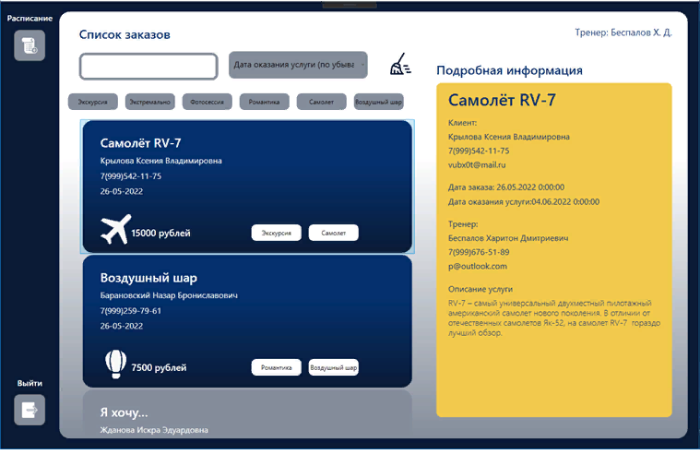 Расписание
Список заказов
Тренер: Беспалов Х. Д.
Дата оказания услуги (по убыва
Подробная информация
Экскурсия
Экстремально
Фотосессия
Романтика
Самолет
Воздушный шар
Самолёт RV-7
Крылова Ксения Владимировна
7(999)542-11-75
26-05-2022
15000 рублей
Экскурсия
Самолет
Воздушный шар
Барановский Назар Брониславович
7(999)259-79-61
26-05-2022
7500 рублей
Романтика
Воздушный шар
Я хочу...
Жданова Искра Эдуардовна
Самолёт RV-7
Клиент:
Крылова Ксения Владимировна
7(999)542-11-75
vubx0t@mail.ru
Дата заказа: 26.05.2022 0:00:00
Дата оказания услуги:04.06.2022 0:00:00
Тренер:
Беспалов Харитон Дмитриевич
7(999)676-51-89
p@outlook.com
Описание услуги
RV-7 – самый универсальный двухместный пилотажный
американский самолет нового поколения. В отличии от
отечественных самолетов Як-52, на самолет RV-7 гораздо
лучший обзор.
Выйти